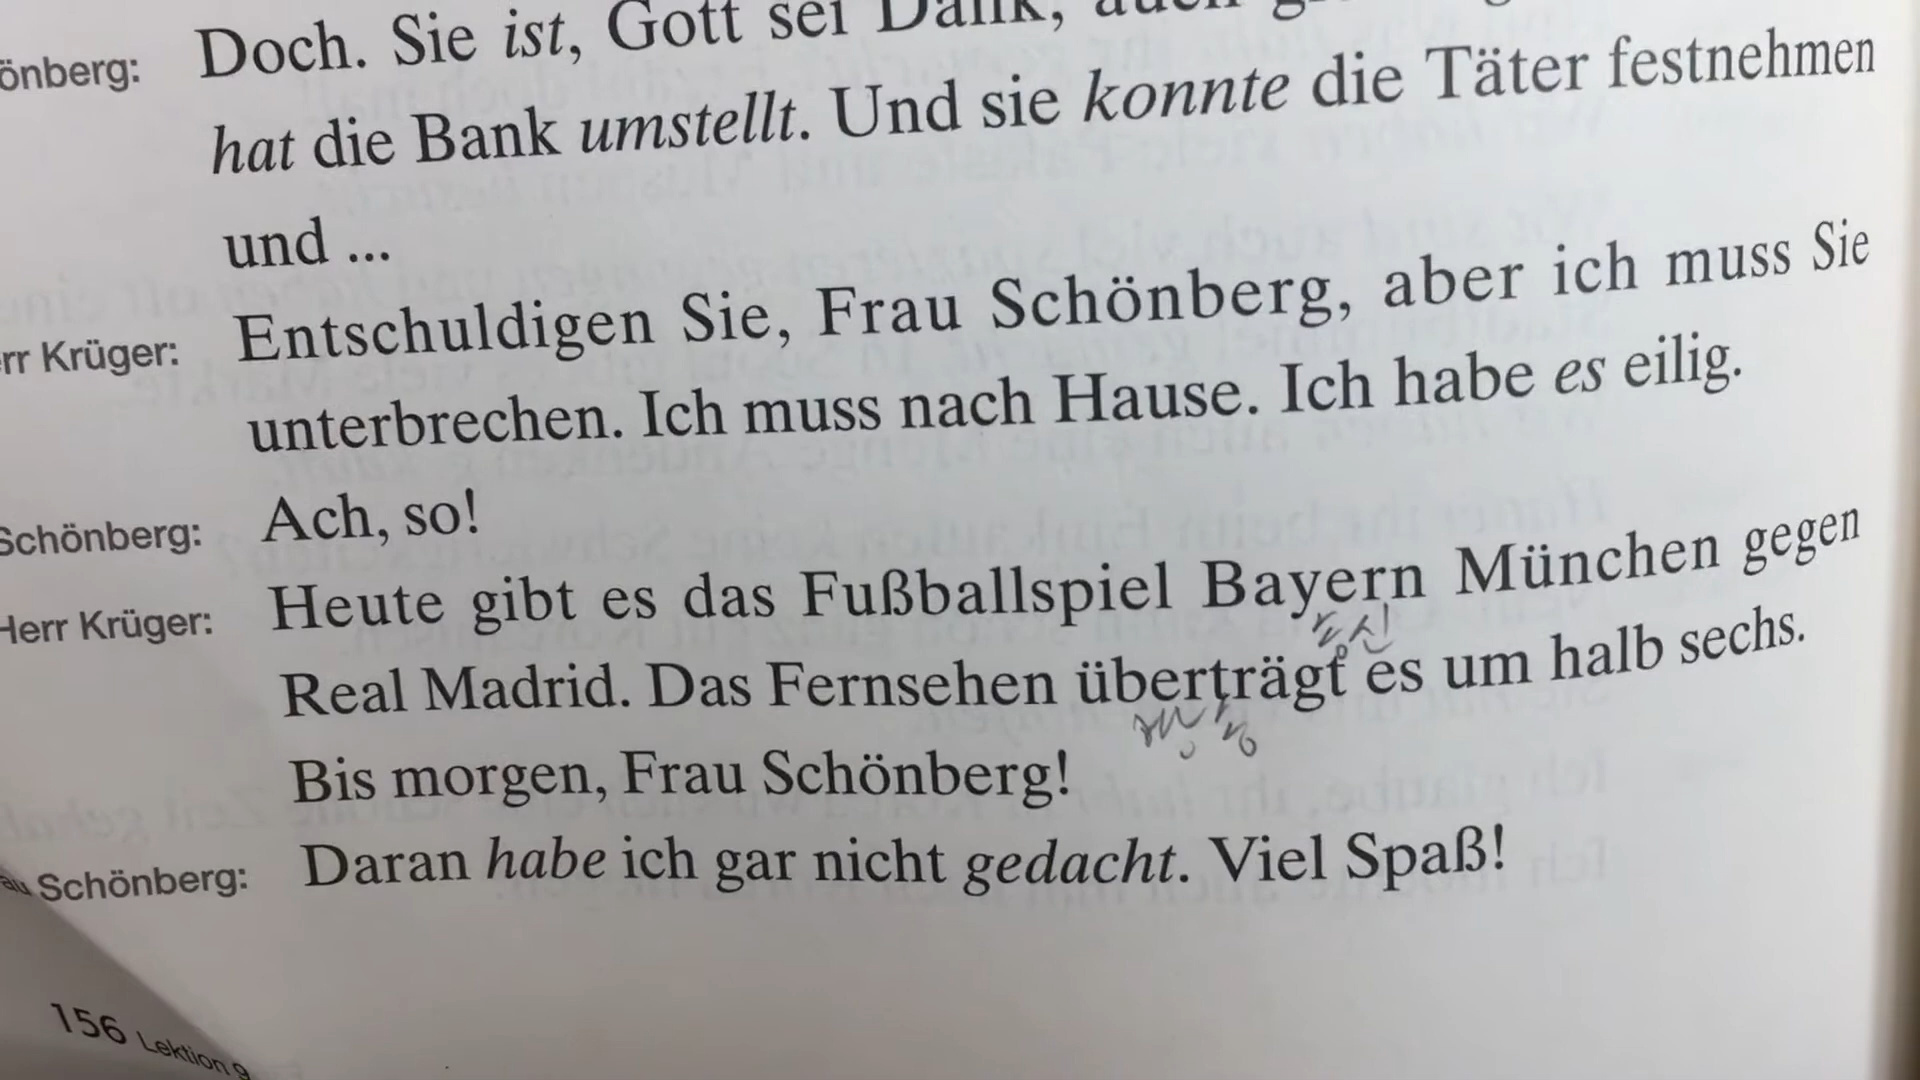 önberg: Doch. Sie ist, Gott sei Dank, auch
hat die Bank umstellt. Und sie konnte die Täter festnehmen
und ...
rr Krüger: Entschuldigen Sie, Frau Schönberg, aber ich muss Sie
unterbrechen. Ich muss nach Hause. Ich habe es eilig.
Schönberg: Ach, so!
Herr Krüger: Heute gibt es das Fußballspiel Bayern München gegen
Real Madrid. Das Fernsehen überträgt es um halb sechs.
Bis morgen, Frau Schönberg!
au Schönberg: Daran habe ich gar nicht gedacht. Viel Spaß!
156 Lektion 9